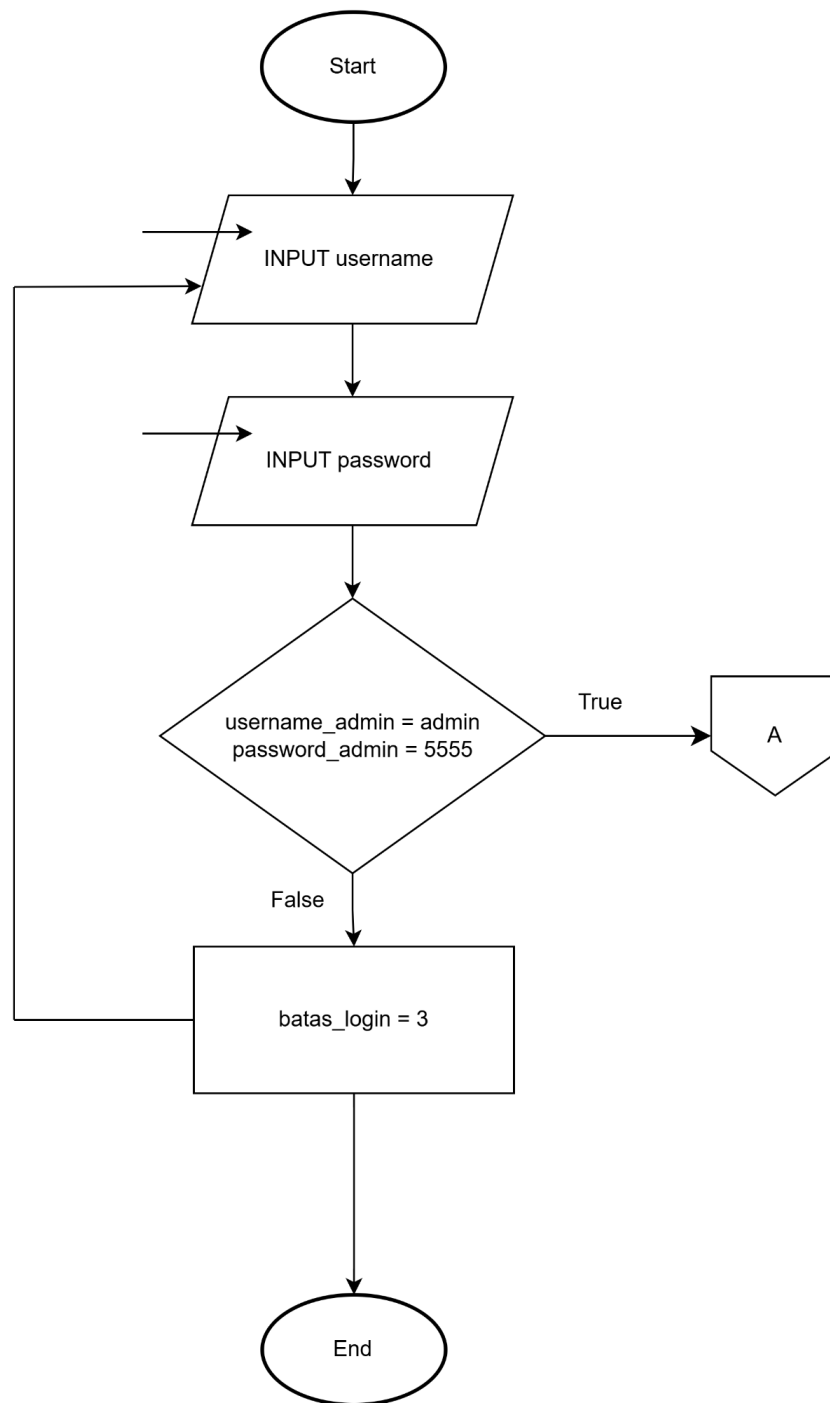 Start
INPUT username
INPUT password
username_admin = admin
password_admin = 5555
True
A
False
batas_login = 3
End